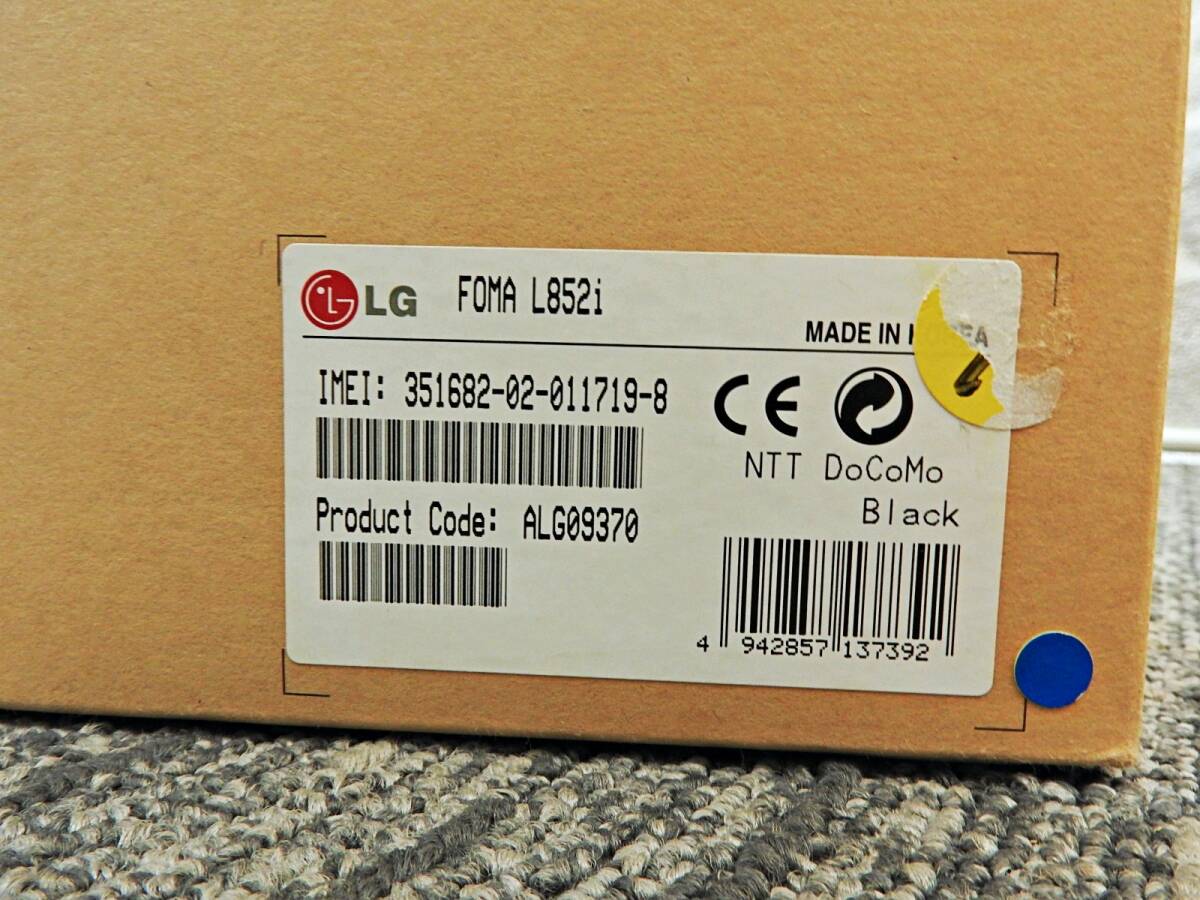 LG FOMA L852i
MADE IN
IMEI: 351682-02-011719-8
CE
NTT DoCoMo
Black
Product Code: ALG09370
4 942857 137392